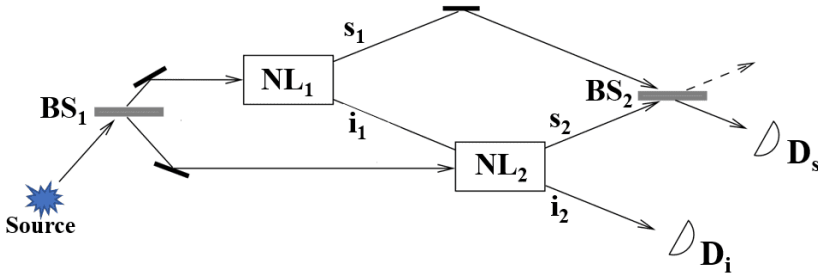 s₁
NL₁
BS₁
BS₂
i₁
s₂
NL₂
Dₛ
i₂
Source
Dᵢ